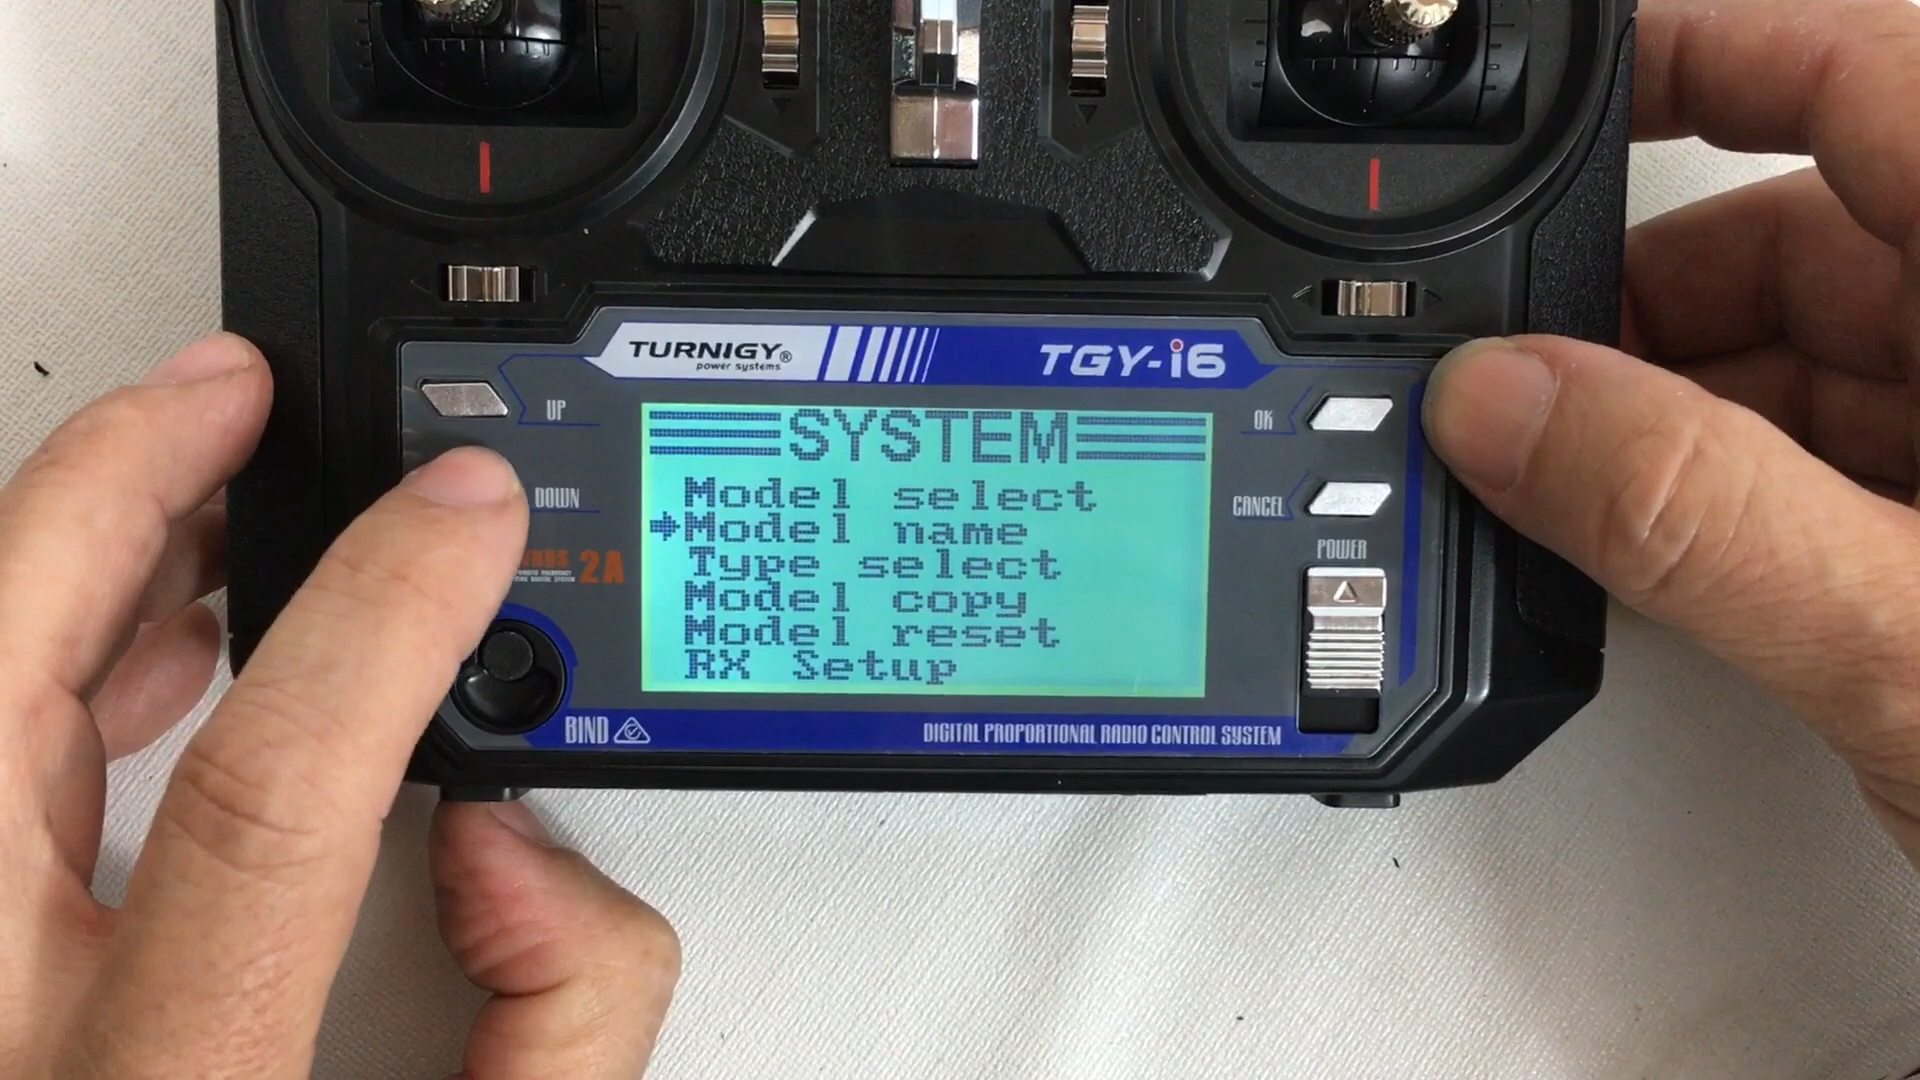 TURNIGY®
power systems
TGY-i6
UP
OK
SYSTEM
Model select
DOWN
CANCEL
Model name
POWER
Type select
2A
Model copy
Model reset
RX Setup
BIND
DIGITAL PROPORTIONAL RADIO CONTROL SYSTEM